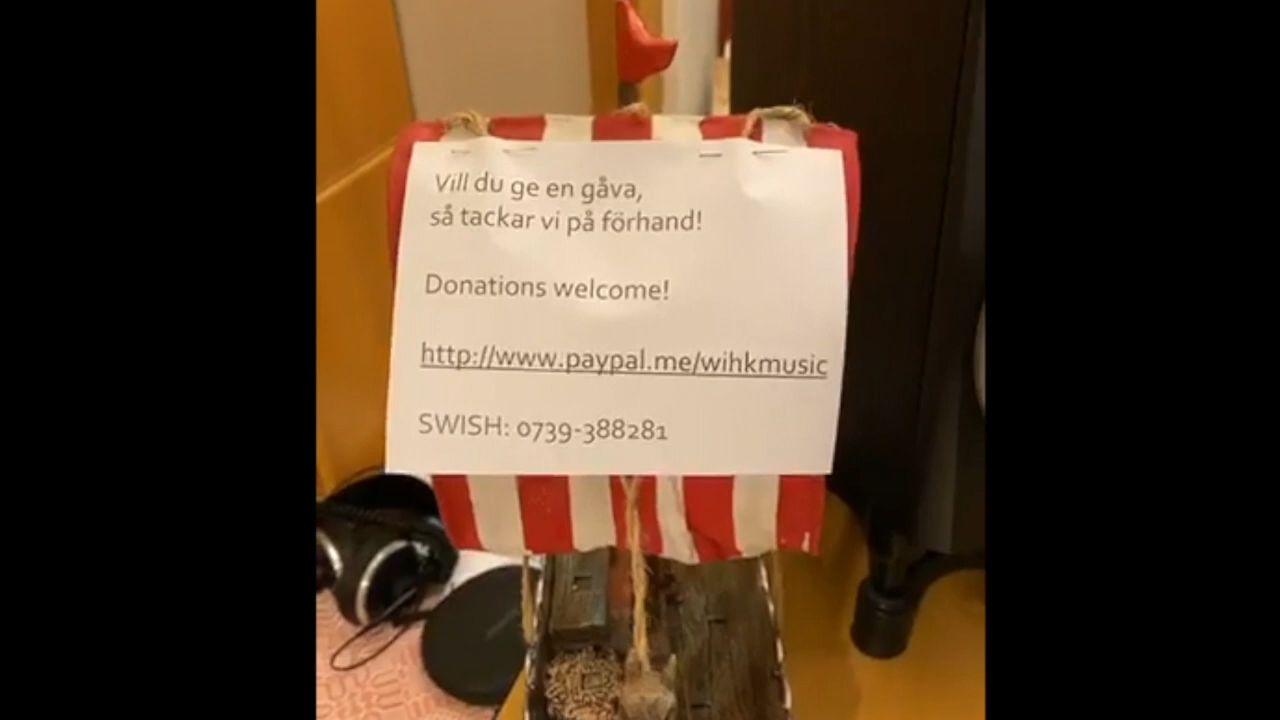 Vill du ge en gåva,
så tackar vi på förhand!
Donations welcome!
http://www.paypal.me/wihkmusic
SWISH: 0739-388281